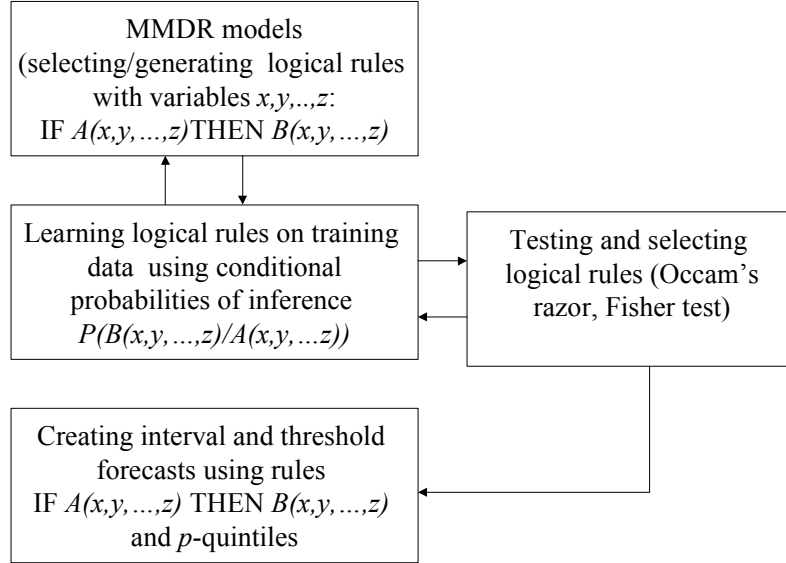 MMDR models
(selecting/generating logical rules
with variables x,y,..,z:
IF A(x,y,…,z)THEN B(x,y,…,z)
Learning logical rules on training
data using conditional
probabilities of inference
P(B(x,y,…,z)/A(x,y,…z))
Testing and selecting
logical rules (Occam’s
razor, Fisher test)
Creating interval and threshold
forecasts using rules
IF A(x,y,…,z) THEN B(x,y,…,z)
and p-quintiles